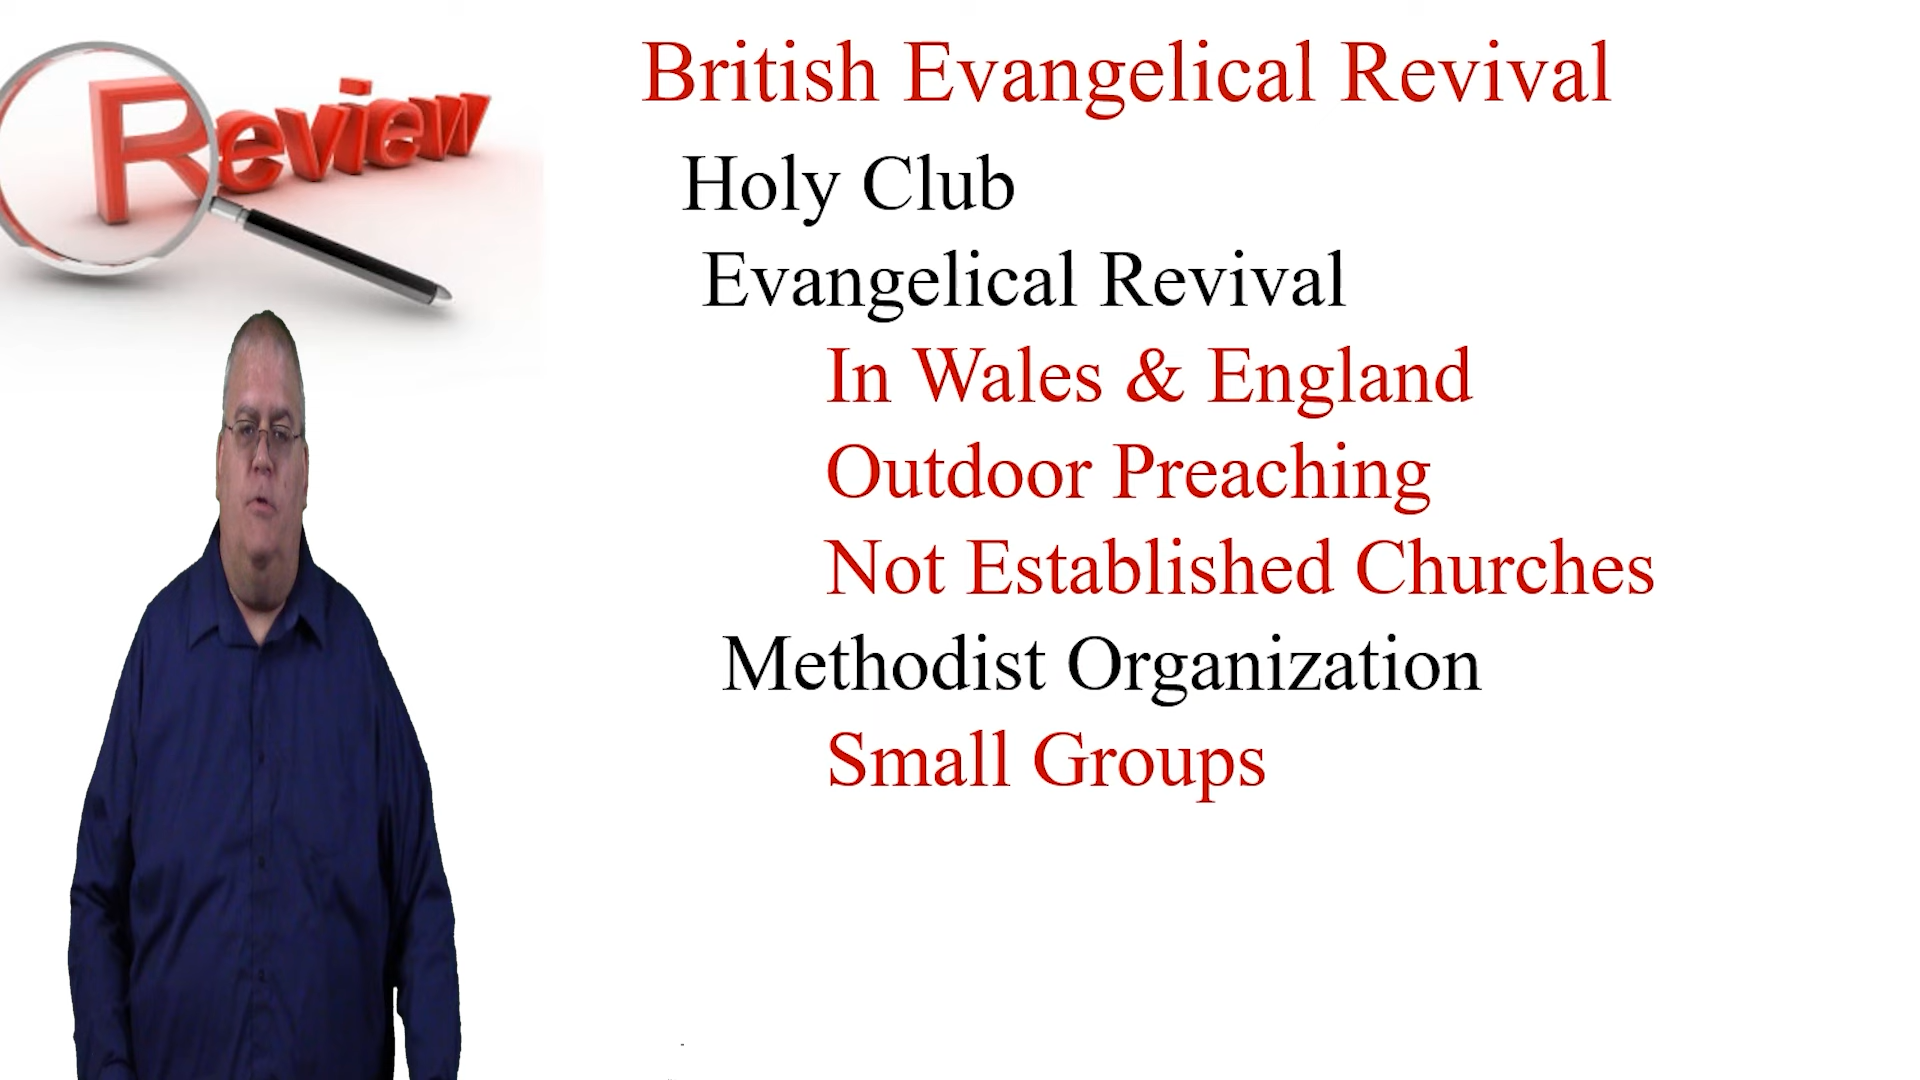 Review
British Evangelical Revival
Holy Club
Evangelical Revival
In Wales & England
Outdoor Preaching
Not Established Churches
Methodist Organization
Small Groups